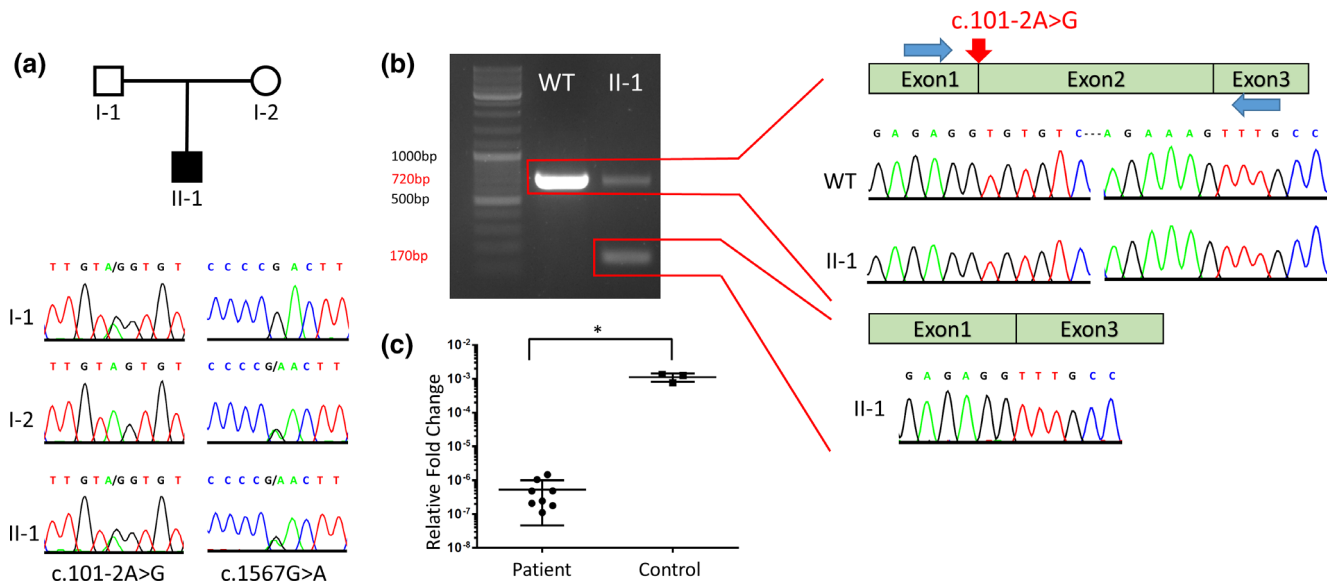 (a)
I-1
I-2
II-1
T T G T A/G G T G T
C C C C G A C T T
I-1
T T G T A G T G T
C C C C G/A A C T T
I-2
T T G T A/G G T G T
C C C C G/A A C T T
II-1
c.101-2A>G
c.1567G>A
(b)
WT
II-1
1000bp
720bp
500bp
170bp
c.101-2A>G
Exon1
Exon2
Exon3
G A G A G G T G T G T C---A G A A A G T T T G C C
WT
II-1
Exon1
Exon3
G A G A G G T T T G C C
II-1
(c)
*
Relative Fold Change
10-2
10-3
10-4
10-5
10-6
10-7
10-8
Patient
Control